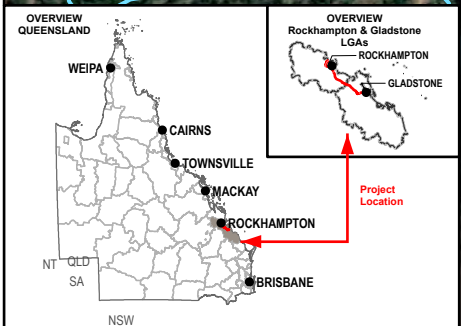 OVERVIEW
QUEENSLAND
WEIPA
CAIRNS
TOWNSVILLE
MACKAY
ROCKHAMPTON
BRISBANE
NT
QLD
SA
NSW
OVERVIEW
Rockhampton & Gladstone
LGAs
ROCKHAMPTON
GLADSTONE
Project
Location